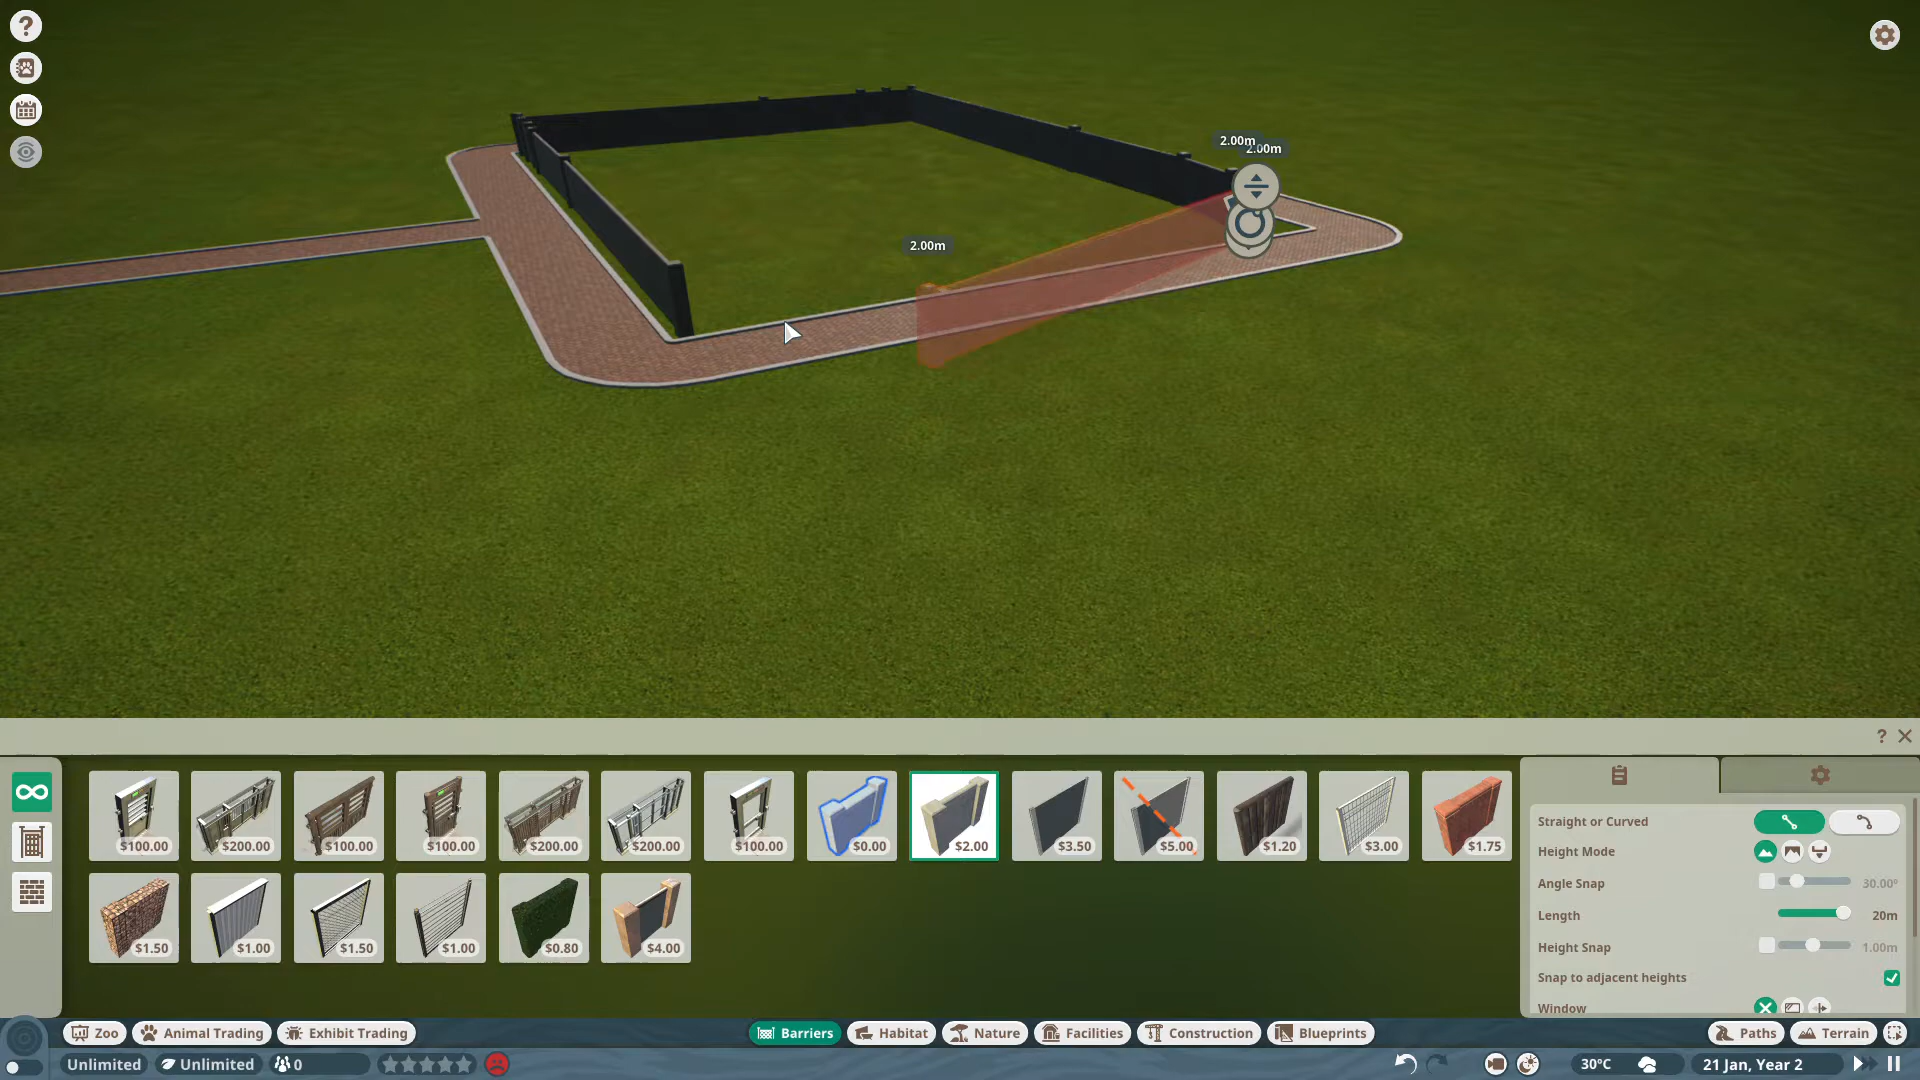 ?
2.00m
2.00m
2.00m
?
$100.00 $200.00 $100.00 $100.00 $200.00 $200.00 $100.00 $0.00 $2.00 $3.50 $5.00 $1.20 $3.00 $1.75
$1.50 $1.00 $1.50 $1.00 $0.80 $4.00
Straight or Curved
Height Mode
Angle Snap 30.00º
Length 20m
Height Snap 1.00m
Snap to adjacent heights
Window
Zoo Animal Trading Exhibit Trading Barriers Habitat Nature Facilities Construction Blueprints Paths Terrain
Unlimited Unlimited 0 30ºC 21 Jan, Year 2